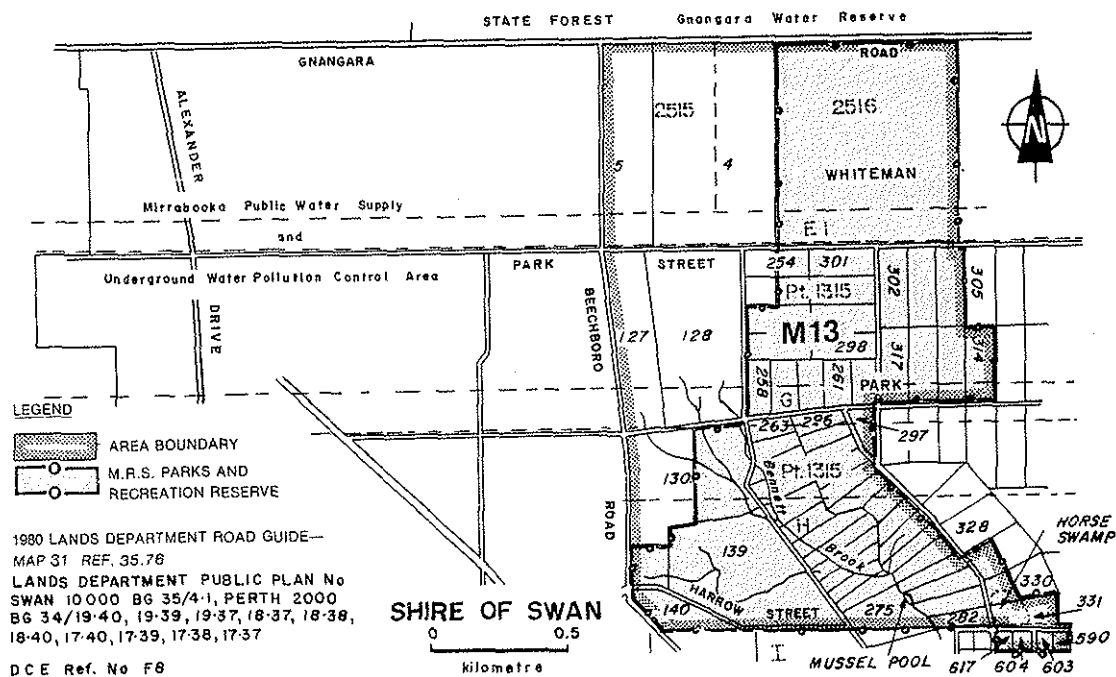 STATE FOREST Gnangara Water Reserve
GNANGARA ROAD
ALEXANDER
2515
2516
5
4
WHITEMAN
Mirrabooka Public Water Supply
and
Underground Water Pollution Control Area
E I
PARK STREET
254
301
Pt. 1315
302
305
BEECHBORO
DRIVE
127
128
M13
298
314
317
258
G
261
PARK
263
296
297
LEGEND
AREA BOUNDARY
M.R.S. PARKS AND
RECREATION RESERVE
130
Bennett
Pt. 1315
H
Brook
ROAD
328
HORSE
SWAMP
139
330
331
HARROW STREET
140
275
282
590
1980 LANDS DEPARTMENT ROAD GUIDE—
MAP 31 REF. 35.76
LANDS DEPARTMENT PUBLIC PLAN No
SWAN 10000 BG 35/4·1, PERTH 2000
BG 34/19·40, 19·39, 19·37, 18·37, 18·38,
18·40, 17·40, 17·39, 17·38, 17·37
DCE Ref. No F8
SHIRE OF SWAN
0 0.5
kilometre
I
MUSSEL POOL
617
604
603
N